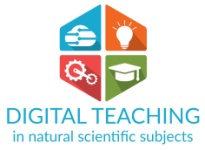 DIGITAL TEACHING
in natural scientific subjects